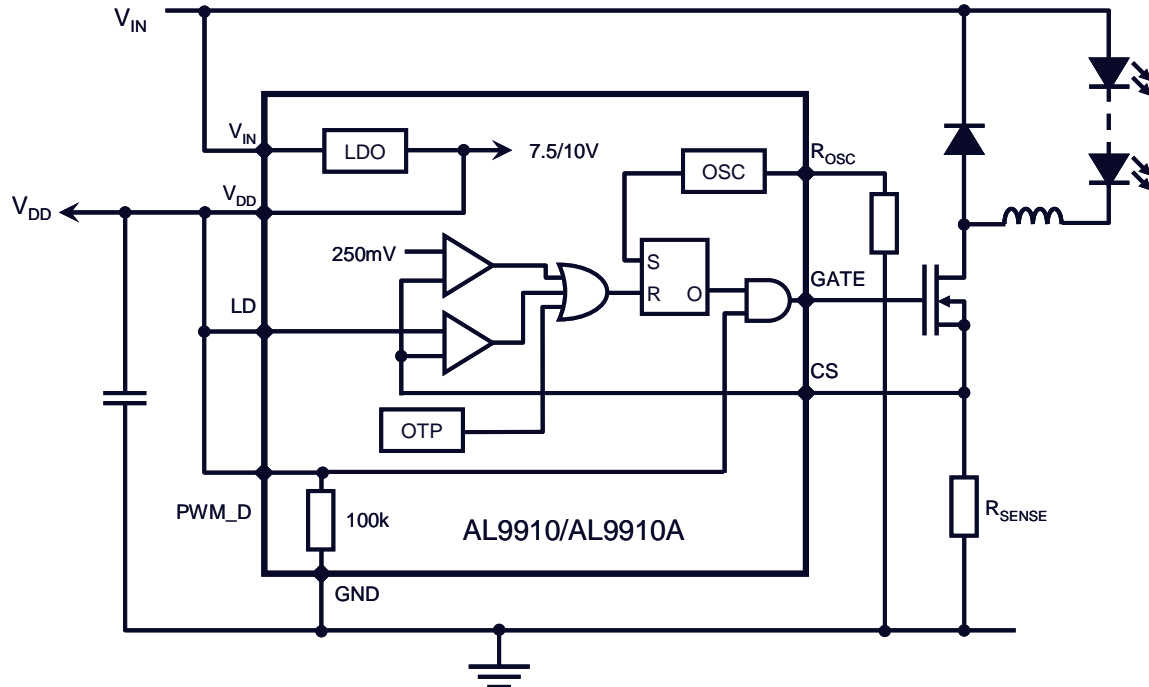 VIN
VIN
LDO
7.5/10V
OSC
ROSC
VDD
VDD
250mV
S
R O
GATE
LD
CS
OTP
PWM_D
100k
AL9910/AL9910A
RSENSE
GND